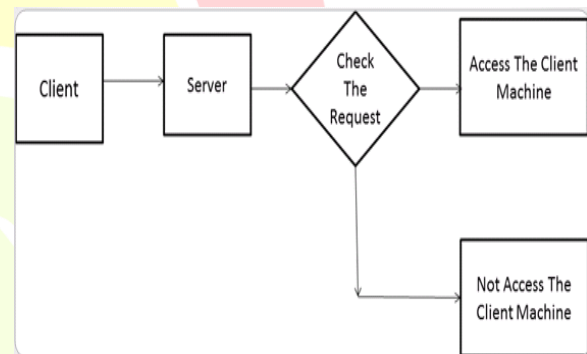 Client
Server
Check
The
Request
Access The Client
Machine
Not Access The
Client Machine